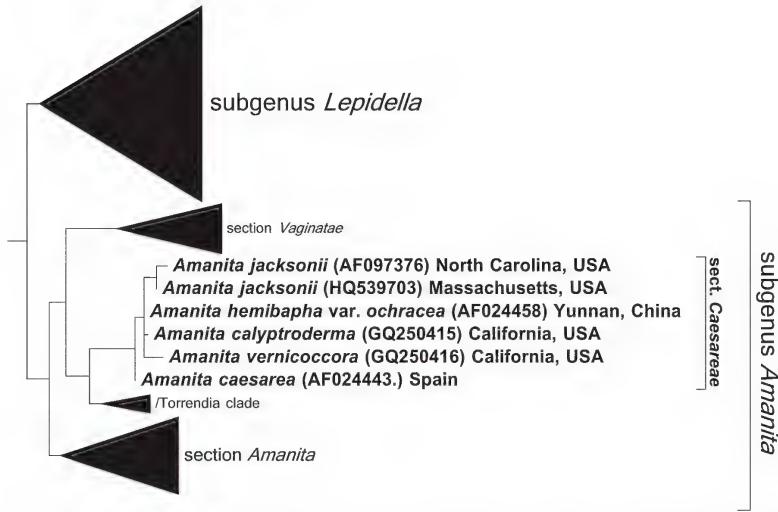 subgenus Lepidella
section Vaginatae
Amanita jacksonii (AF097376) North Carolina, USA
Amanita jacksonii (HQ539703) Massachusetts, USA
Amanita hemibapha var. ochracea (AF024458) Yunnan, China
Amanita calyptroderma (GQ250415) California, USA
Amanita vernicoccora (GQ250416) California, USA
Amanita caesarea (AF024443.) Spain
/Torrendia clade
section Amanita
sect. Caesareae
subgenus Amanita